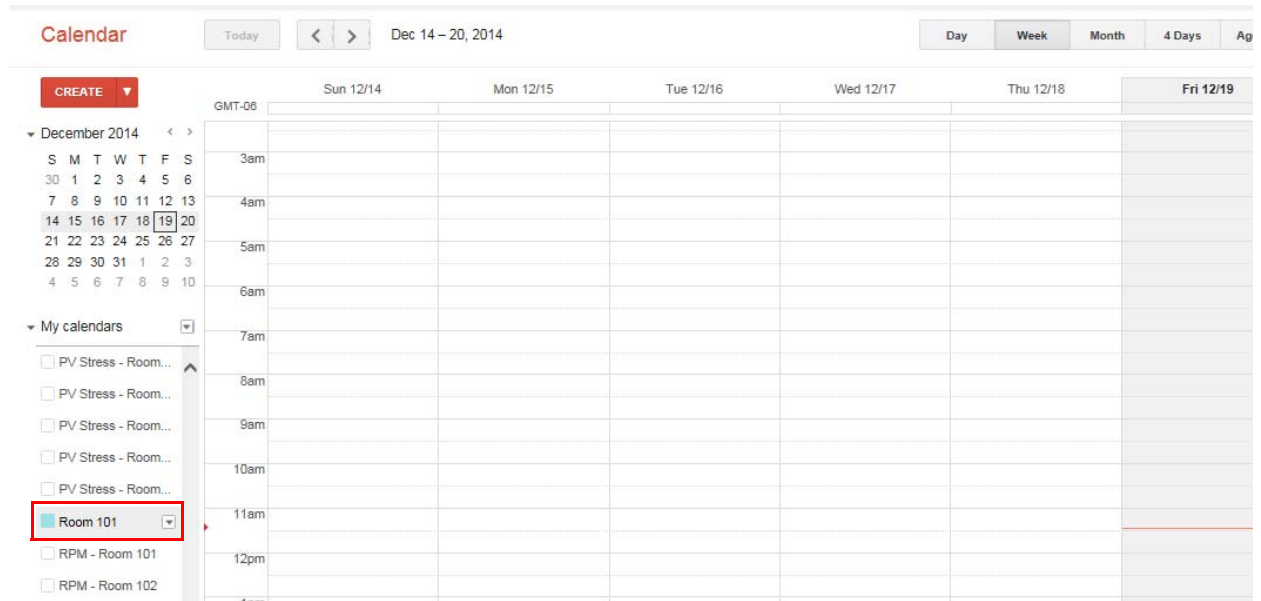 Calendar Today Dec 14 – 20, 2014 Day Week Month 4 Days Ag
CREATE
Sun 12/14 Mon 12/15 Tue 12/16 Wed 12/17 Thu 12/18 Fri 12/19
GMT-06
December 2014
S M T W T F S
30 1 2 3 4 5 6
7 8 9 10 11 12 13
14 15 16 17 18 19 20
21 22 23 24 25 26 27
28 29 30 31 1 2 3
4 5 6 7 8 9 10
My calendars
PV Stress - Room...
PV Stress - Room...
PV Stress - Room...
PV Stress - Room...
PV Stress - Room...
Room 101
RPM - Room 101
RPM - Room 102
3am
4am
5am
6am
7am
8am
9am
10am
11am
12pm